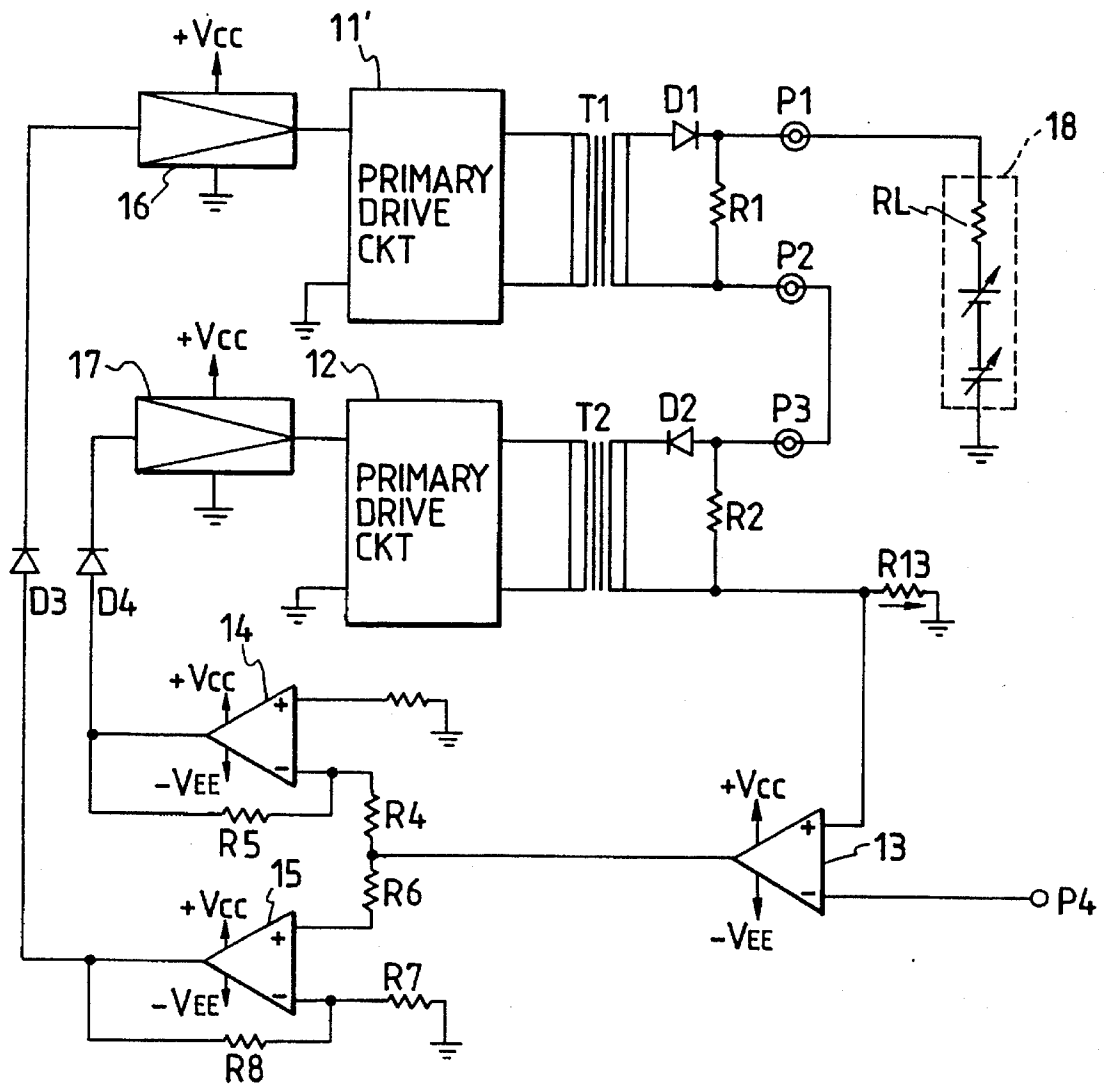 11'
+VCC
16
PRIMARY
DRIVE
CKT
T1
D1
P1
R1
P2
18
RL
+VCC
17
12
PRIMARY
DRIVE
CKT
T2
D2
P3
R2
R13
D3
D4
14
+VCC
+
-
-VEE
R5
R4
R6
+VCC
+
-
-VEE
13
P4
15
+VCC
+
-
-VEE
R7
R8